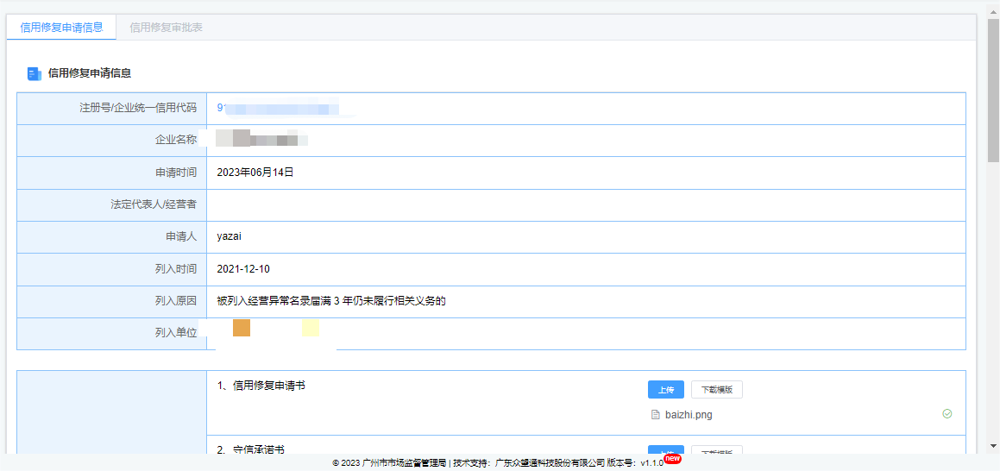 信用修复申请信息 信用修复审批表
信用修复申请信息
注册号/企业统一信用代码 9
企业名称
申请时间 2023年06月14日
法定代表人/经营者
申请人 yazai
列入时间 2021-12-10
列入原因 被列入经营异常名录届满 3 年仍未履行相关义务的
列入单位
1、信用修复申请书 上传 下载模版
baizhi.png
2、守信承诺书 上传 下载模版
© 2023 广州市市场监督管理局 | 技术支持：广东众望通科技股份有限公司 版本号：v1.1.0 new